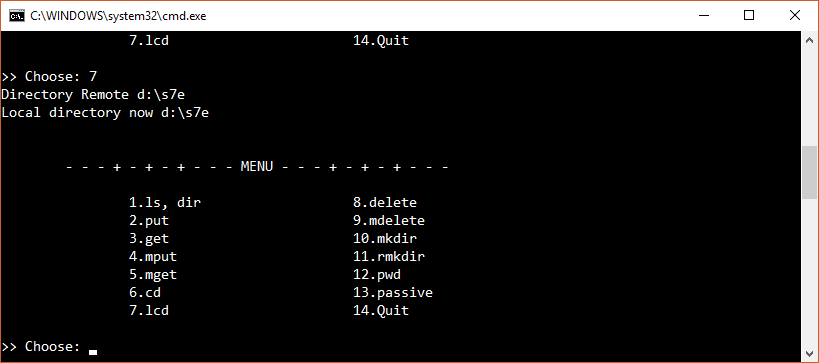 C:\WINDOWS\system32\cmd.exe
7.lcd 14.Quit
>> Choose: 7
Directory Remote d:\s7e
Local directory now d:\s7e
- - - + - + - + - - - MENU - - - + - + - + - - -
1.ls, dir 8.delete
2.put 9.mdelete
3.get 10.mkdir
4.mput 11.rmkdir
5.mget 12.pwd
6.cd 13.passive
7.lcd 14.Quit
>> Choose: